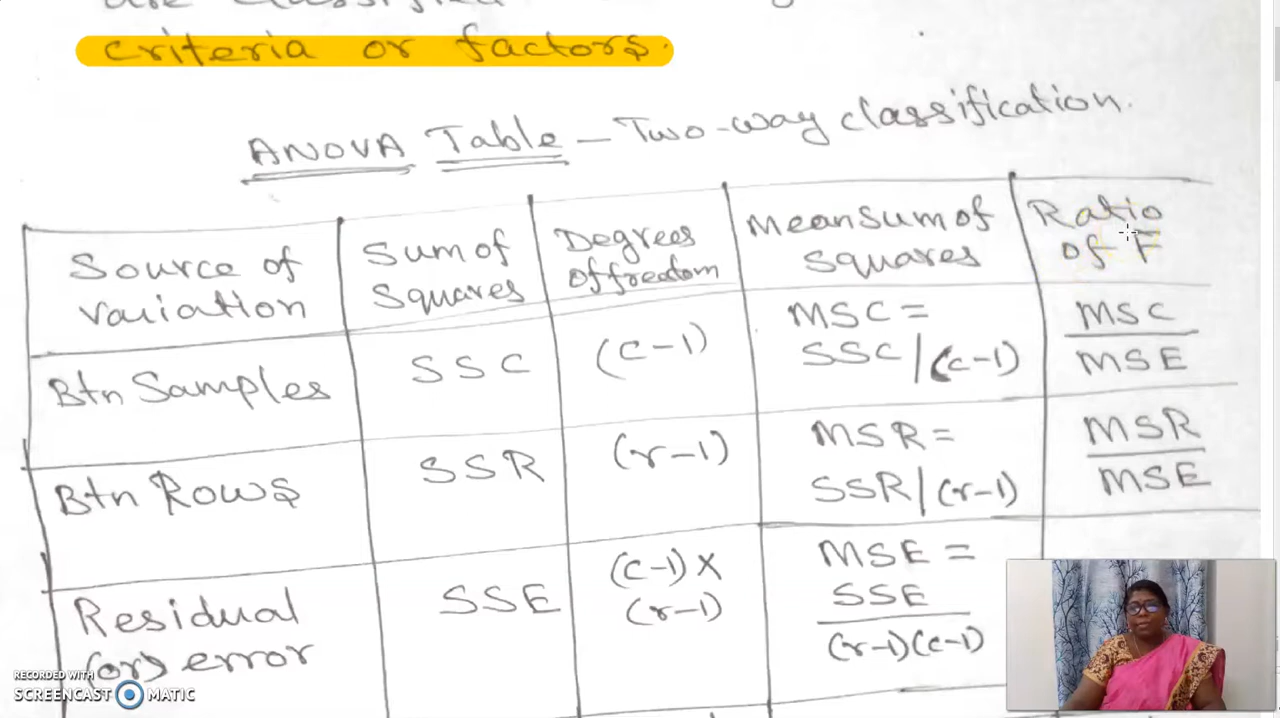 criteria or factors.
ANOVA Table - Two-way classification.
Source of variation
Sum of Squares
Degrees of freedom
Mean Sum of Squares
Ratio of F
Btn Samples
SSC
(c-1)
MSC =
SSC/(c-1)
MSC
MSE
Btn Rows
SSR
(r-1)
MSR =
SSR/(r-1)
MSR
MSE
Residual
(or) error
SSE
(c-1) X
(r-1)
MSE =
SSE
(r-1)(c-1)
RECORDED WITH
SCREENCAST MATIC